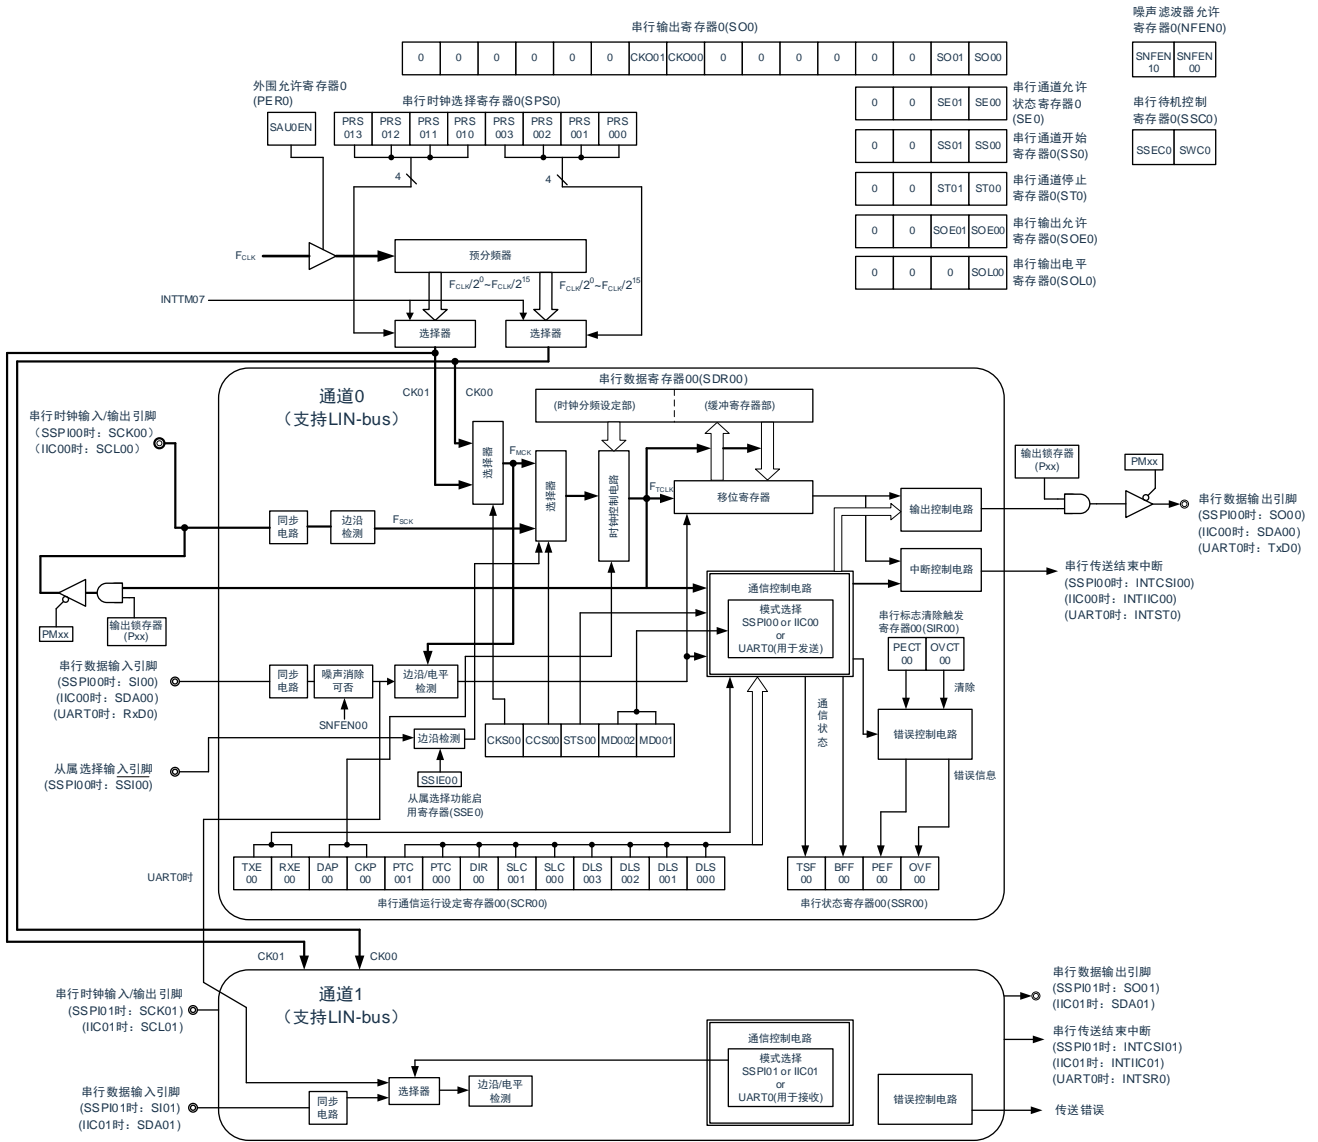 串行输出寄存器0(SO0)
0 0 0 0 0 0 CKO01 CKO00 0 0 0 0 0 0 SO01 SO00
噪声滤波器允许
寄存器0(NFEN0)
SNFEN SNFEN
10 00
外围允许寄存器0
(PER0)
SAU0EN
串行时钟选择寄存器0(SPS0)
PRS PRS PRS PRS PRS PRS PRS PRS
013 012 011 010 003 002 001 000
4
4
0 0 SE01 SE00
串行通道允许
状态寄存器0
(SE0)
串行待机控制
寄存器0(SSC0)
SSEC0 SWC0
0 0 SS01 SS00
串行通道开始
寄存器0(SS0)
0 0 ST01 ST00
串行通道停止
寄存器0(ST0)
0 0 SOE01 SOE00
串行输出允许
寄存器0(SOE0)
0 0 0 SOL00
串行输出电平
寄存器0(SOL0)
FCLK
预分频器
FCLK/2⁰~FCLK/2¹⁵
FCLK/2⁰~FCLK/2¹⁵
INTTM07
选择器
选择器
通道0
（支持LIN-bus）
CK01
CK00
串行数据寄存器00(SDR00)
(时钟分频设定部)
(缓冲寄存器部)
串行时钟输入/输出引脚
（SSPI00时：SCK00）
（IIC00时：SCL00）
选择器
FMCK
选择器
时钟控制电路
FTCLK
移位寄存器
同步
电路
边沿
检测
FSCK
输出控制电路
输出锁存器
(Pxx)
PMxx
串行数据输出引脚
(SSPI00时：SO00)
(IIC00时：SDA00)
(UART0时：TxD0)
中断控制电路
串行传送结束中断
(SSPI00时：INTCSI00)
(IIC00时：INTIIC00)
(UART0时：INTST0)
通信控制电路
模式选择
SSPI00 or IIC00
or
UART0(用于发送)
PMxx
输出锁存器
(Pxx)
串行标志清除触发
寄存器00(SIR00)
PECT OVCT
00 00
清除
串行数据输入引脚
(SSPI00时：SI00)
(IIC00时：SDA00)
(UART0时：RxD0)
同步
电路
噪声消除
可否
SNFEN00
边沿/电平
检测
通
信
状
态
错误控制电路
错误信息
从属选择输入引脚
(SSPI00时：SSI00)
边沿检测
SSIE00
从属选择功能启
用寄存器(SSE0)
CKS00 CCS00 STS00 MD002 MD001
UART0时
TXE RXE DAP CKP PTC PTC DIR SLC SLC DLS DLS DLS DLS
00 00 00 00 001 000 00 001 000 003 002 001 000
串行通信运行设定寄存器00(SCR00)
TSF BFF PEF OVF
00 00 00 00
串行状态寄存器00(SSR00)
CK01
CK00
通道1
（支持LIN-bus）
串行时钟输入/输出引脚
(SSPI01时：SCK01)
(IIC01时：SCL01)
串行数据输出引脚
(SSPI01时：SO01)
(IIC01时：SDA01)
通信控制电路
模式选择
SSPI01 or IIC01
or
UART0(用于接收)
串行传送结束中断
(SSPI01时：INTCSI01)
(IIC01时：INTIIC01)
(UART0时：INTSR0)
串行数据输入引脚
(SSPI01时：SI01)
(IIC01时：SDA01)
同步
电路
选择器
边沿/电平
检测
错误控制电路
传送错误